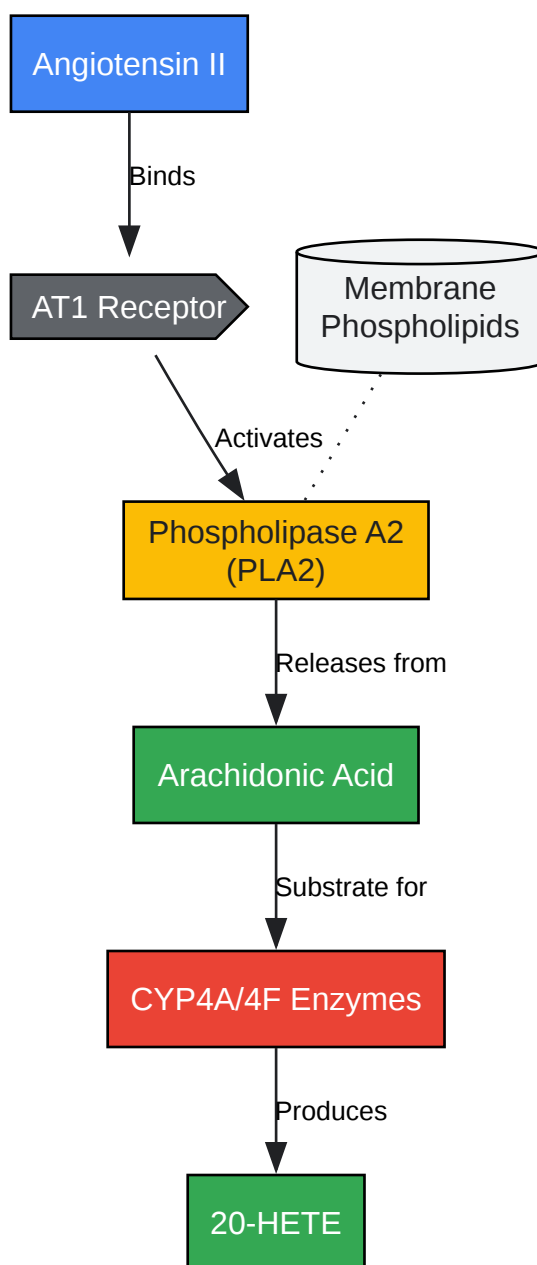 Angiotensin II
Binds
AT1 Receptor
Membrane
Phospholipids
Activates
Phospholipase A2
(PLA2)
Releases from
Arachidonic Acid
Substrate for
CYP4A/4F Enzymes
Produces
20-HETE